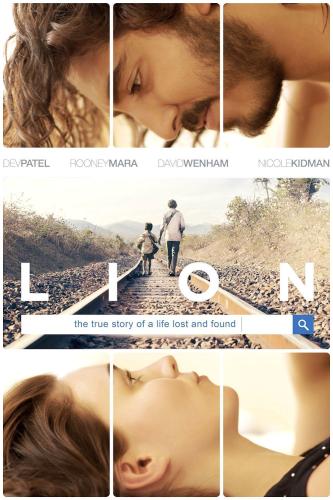 DEVPATEL ROONEYMARA DAVIDWENHAM NICOLEKIDMAN
LION
the true story of a life lost and found